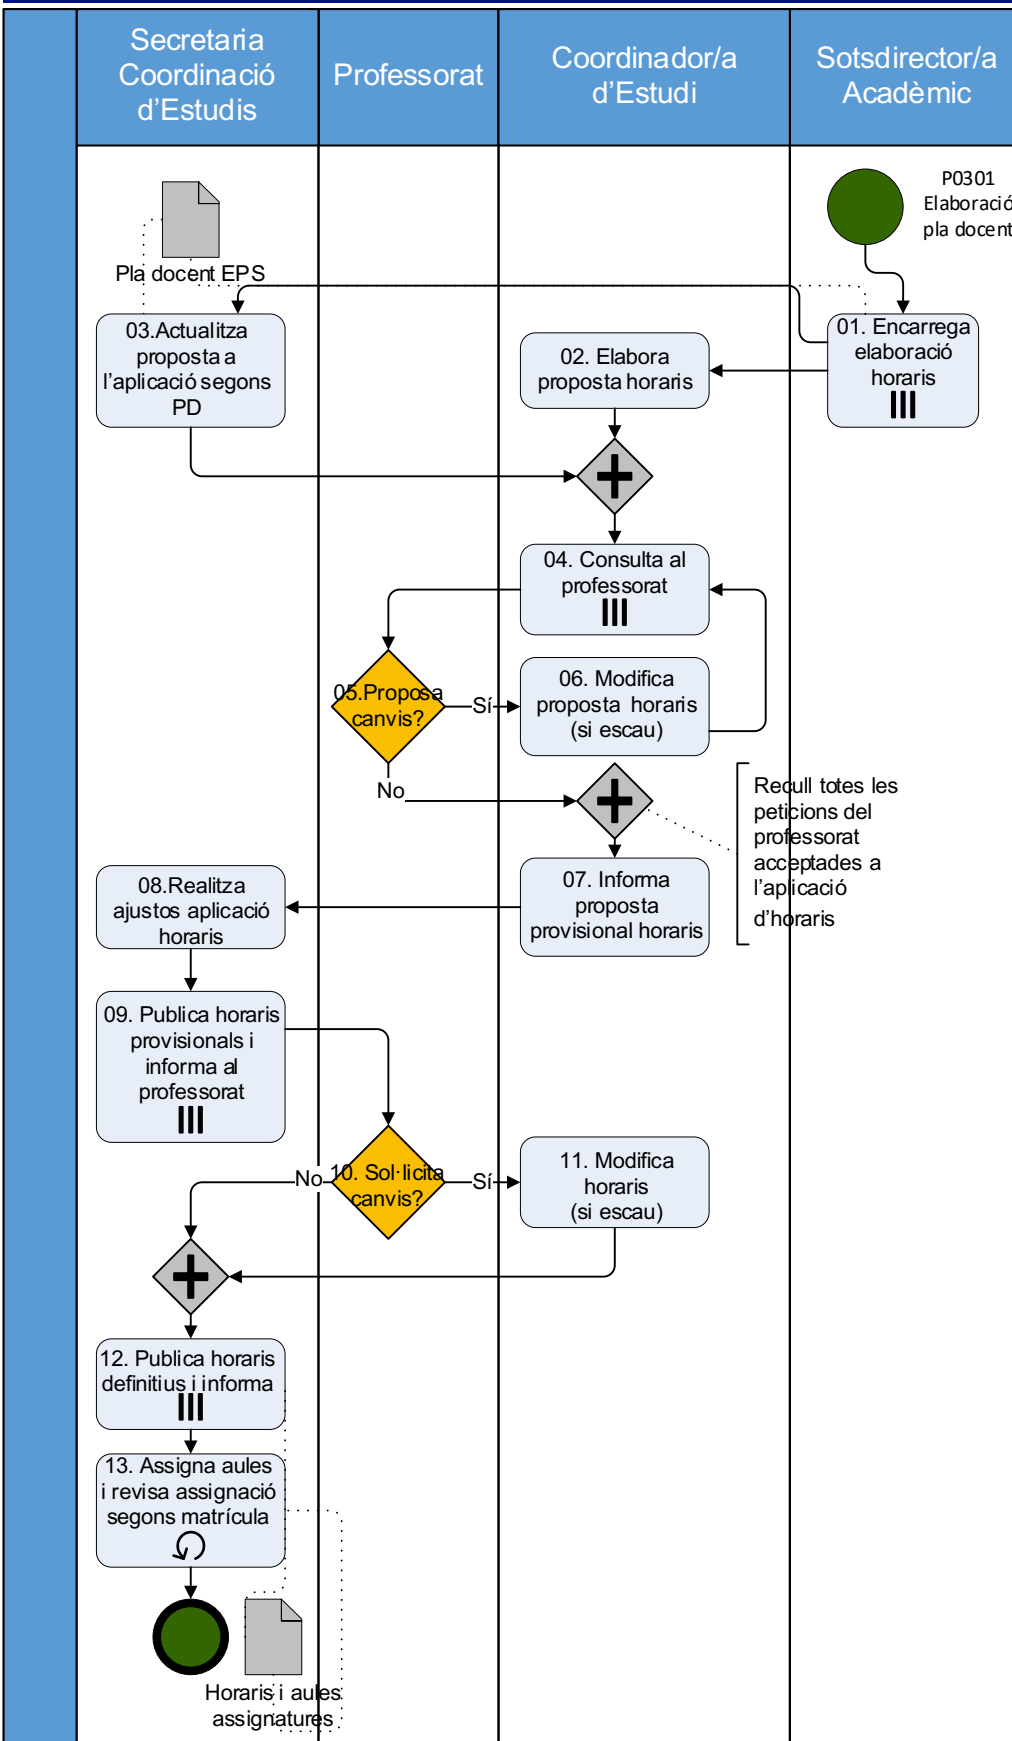 Secretaria
Coordinació
d'Estudis
Professorat
Coordinador/a
d'Estudi
Sotsdirector/a
Acadèmic
P0301
Elaboració
pla docent
Pla docent EPS
01. Encarrega
elaboració
horaris
02. Elabora
proposta horaris
03.Actualitza
proposta a
l'aplicació segons
PD
04. Consulta al
professorat
05.Proposa
canvis?
Sí
No
06. Modifica
proposta horaris
(si escau)
Recull totes les
peticions del
professorat
acceptades a
l'aplicació
d'horaris
07. Informa
proposta
provisional horaris
08.Realitza
ajustos aplicació
horaris
09. Publica horaris
provisionals i
informa al
professorat
10. Sol·licita
canvis?
No
Sí
11. Modifica
horaris
(si escau)
12. Publica horaris
definitius i informa
13. Assigna aules
i revisa assignació
segons matrícula
Horaris i aules
assignatures